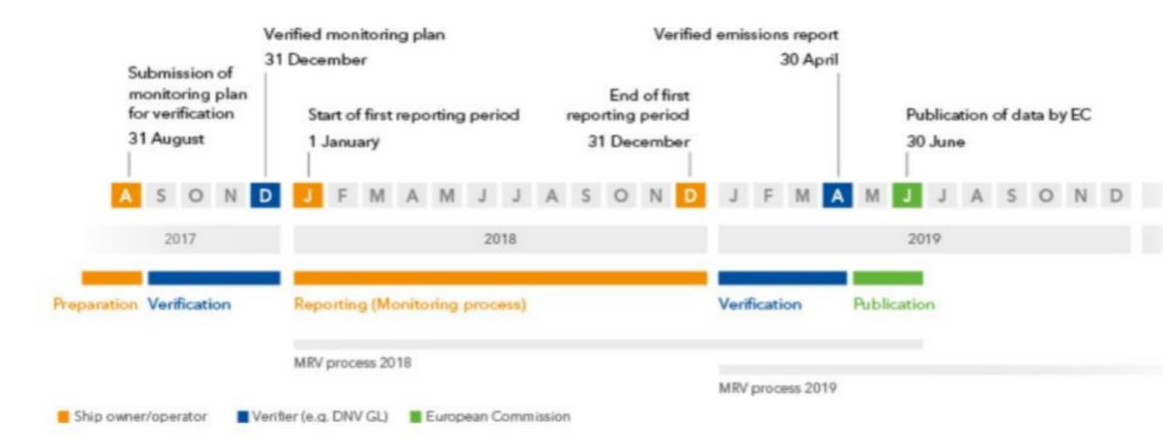 Verified monitoring plan
31 December
Verified emissions report
30 April
Submission of
monitoring plan
for verification
31 August
Start of first reporting period
1 January
End of first
reporting period
31 December
Publication of data by EC
30 June
A S O N D J F M A M J J A S O N D J F M A M J J A S O N D
2017 2018 2019
Preparation Verification Reporting (Monitoring process) Verification Publication
MRV process 2018
MRV process 2019
Ship owner/operator Verifier (e.g. DNV GL) European Commission